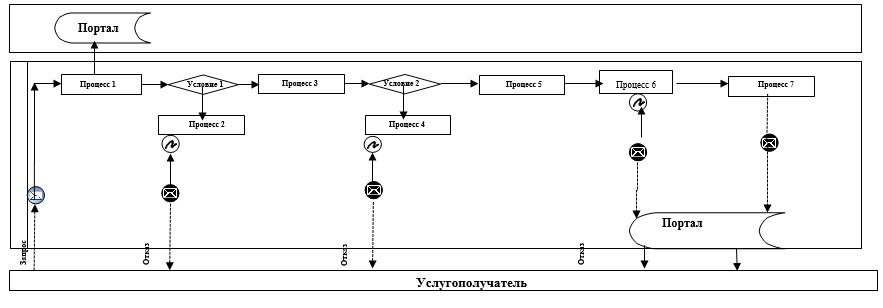 Портал
Процесс 1
Условие 1
Процесс 3
Условие 2
Процесс 5
Процесс 6
Процесс 7
Процесс 2
Процесс 4
Портал
Запрос
Отказ
Отказ
Отказ
Услугополучатель